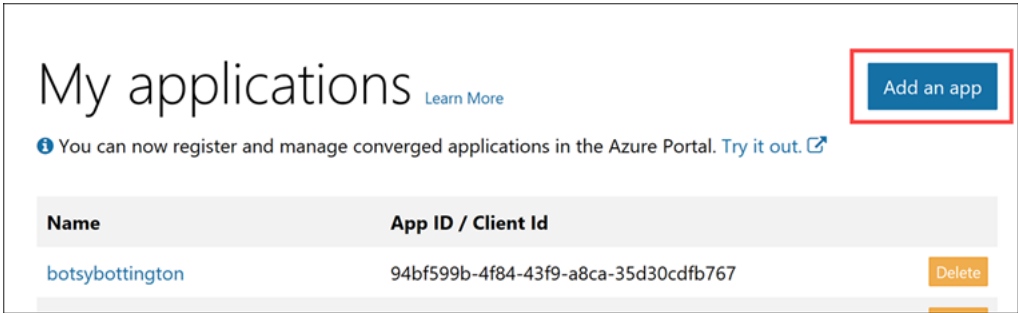 My applications Learn More
Add an app
You can now register and manage converged applications in the Azure Portal. Try it out.
Name App ID / Client Id
botsybottington 94bf599b-4f84-43f9-a8ca-35d30cdfb767 Delete